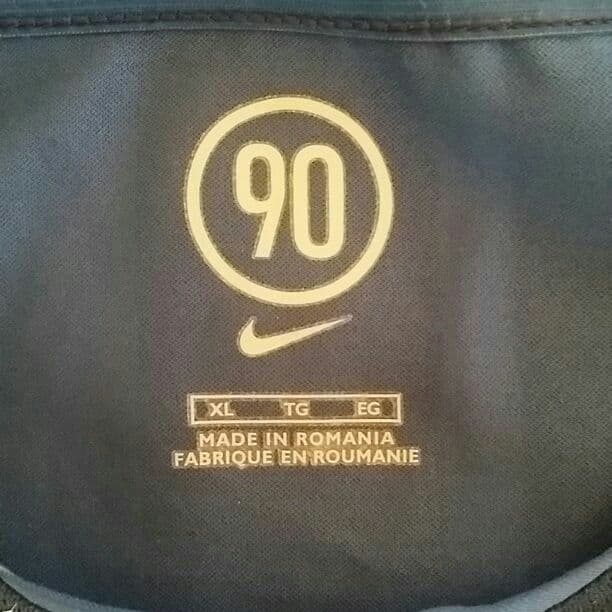 90
XL TG EG
MADE IN ROMANIA
FABRIQUE EN ROUMANIE